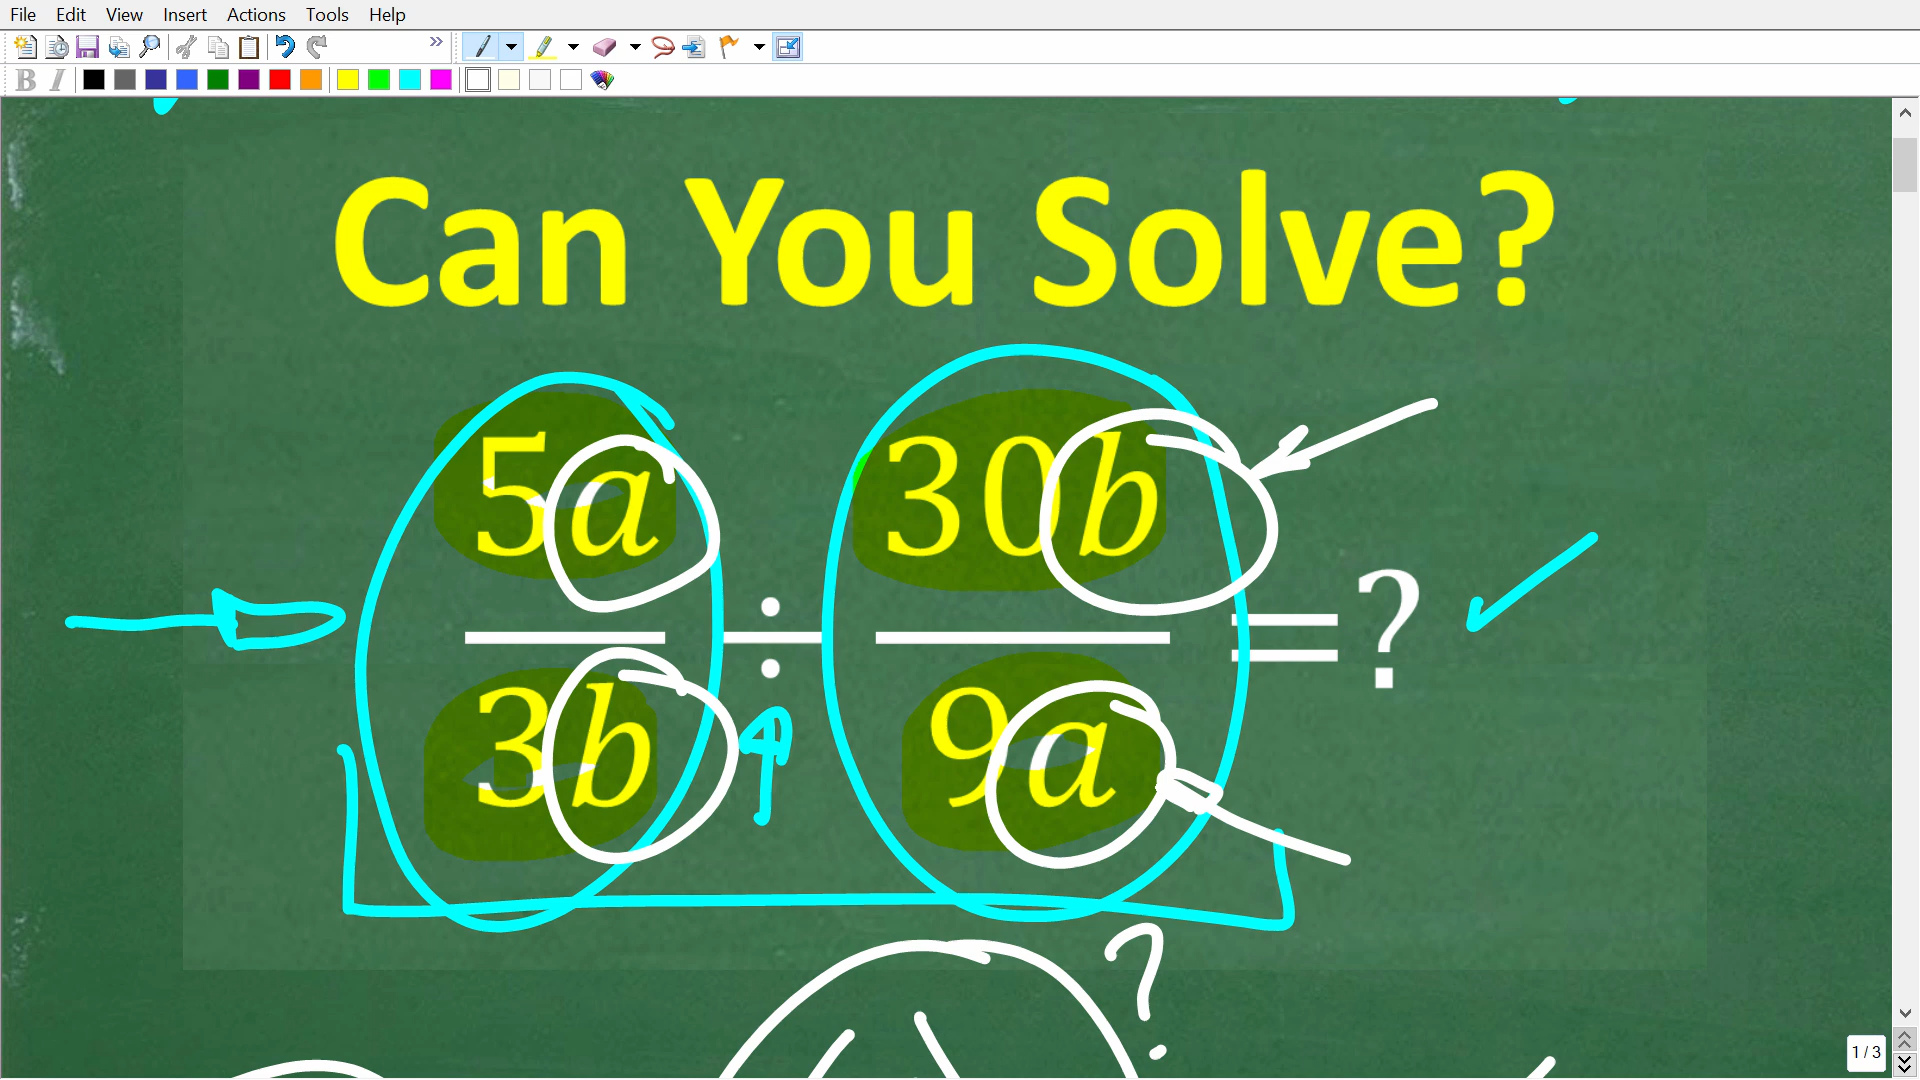 File Edit View Insert Actions Tools Help
B I
Can You Solve?
5a/3b ÷ 30b/9a = ?
?
1 / 3